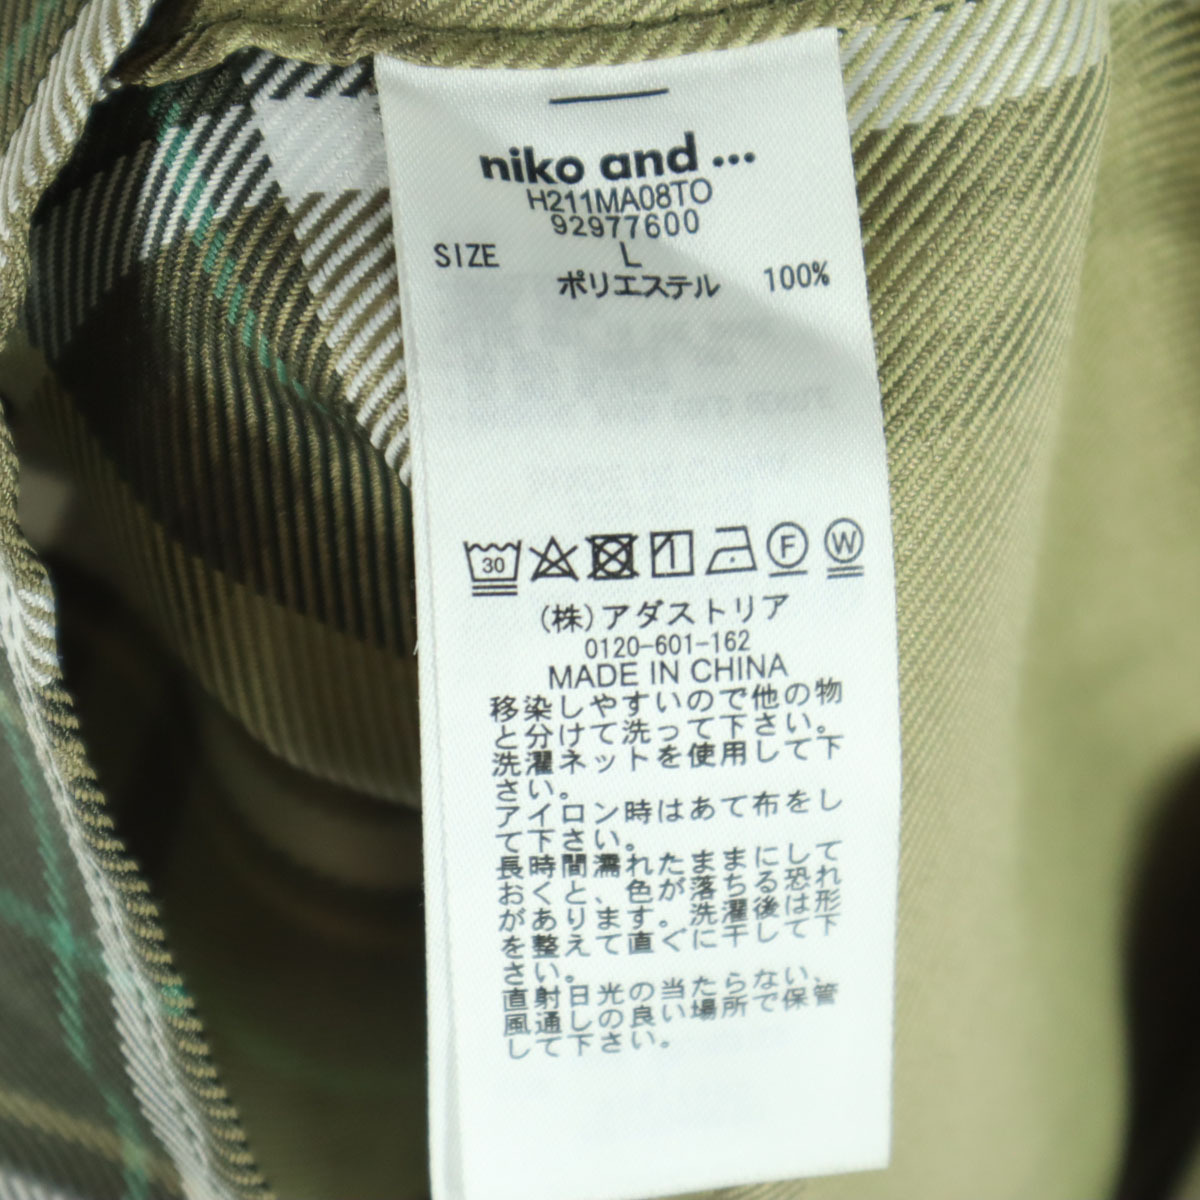 niko and ...
H211MA08TO
92977600
SIZE L
ポリエステル 100%
30 F W
(株)アダストリア
0120-601-162
MADE IN CHINA
移染しやすいので他の物
と分けて洗って下さい。
洗濯ネットを使用して下
さい。
アイロン時はあて布をし
て下さい。
長時間濡れたままにして
おくと、色が落ちる恐れ
があります。洗濯後は形
を整えて直ぐに干して下
さい。
直射日光の当たらない、
風通しの良い場所で保管
して下さい。